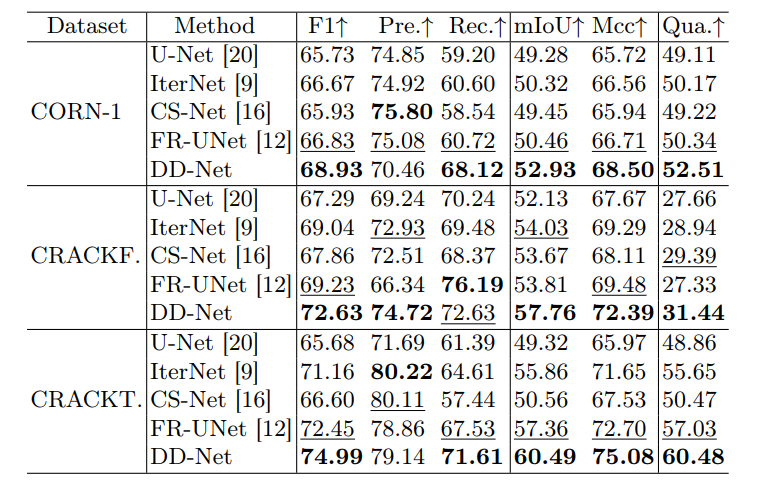 Dataset Method F1↑ Pre.↑ Rec.↑ mIoU↑ Mcc↑ Qua.↑
U-Net [20] 65.73 74.85 59.20 49.28 65.72 49.11
IterNet [9] 66.67 74.92 60.60 50.32 66.56 50.17
CORN-1 CS-Net [16] 65.93 75.80 58.54 49.45 65.94 49.22
FR-UNet [12] 66.83 75.08 60.72 50.46 66.71 50.34
DD-Net 68.93 70.46 68.12 52.93 68.50 52.51
U-Net [20] 67.29 69.24 70.24 52.13 67.67 27.66
IterNet [9] 69.04 72.93 69.48 54.03 69.29 28.94
CRACKF. CS-Net [16] 67.86 72.51 68.37 53.67 68.11 29.39
FR-UNet [12] 69.23 66.34 76.19 53.81 69.48 27.33
DD-Net 72.63 74.72 72.63 57.76 72.39 31.44
U-Net [20] 65.68 71.69 61.39 49.32 65.97 48.86
IterNet [9] 71.16 80.22 64.61 55.86 71.65 55.65
CRACKT. CS-Net [16] 66.60 80.11 57.44 50.56 67.53 50.47
FR-UNet [12] 72.45 78.86 67.53 57.36 72.70 57.03
DD-Net 74.99 79.14 71.61 60.49 75.08 60.48